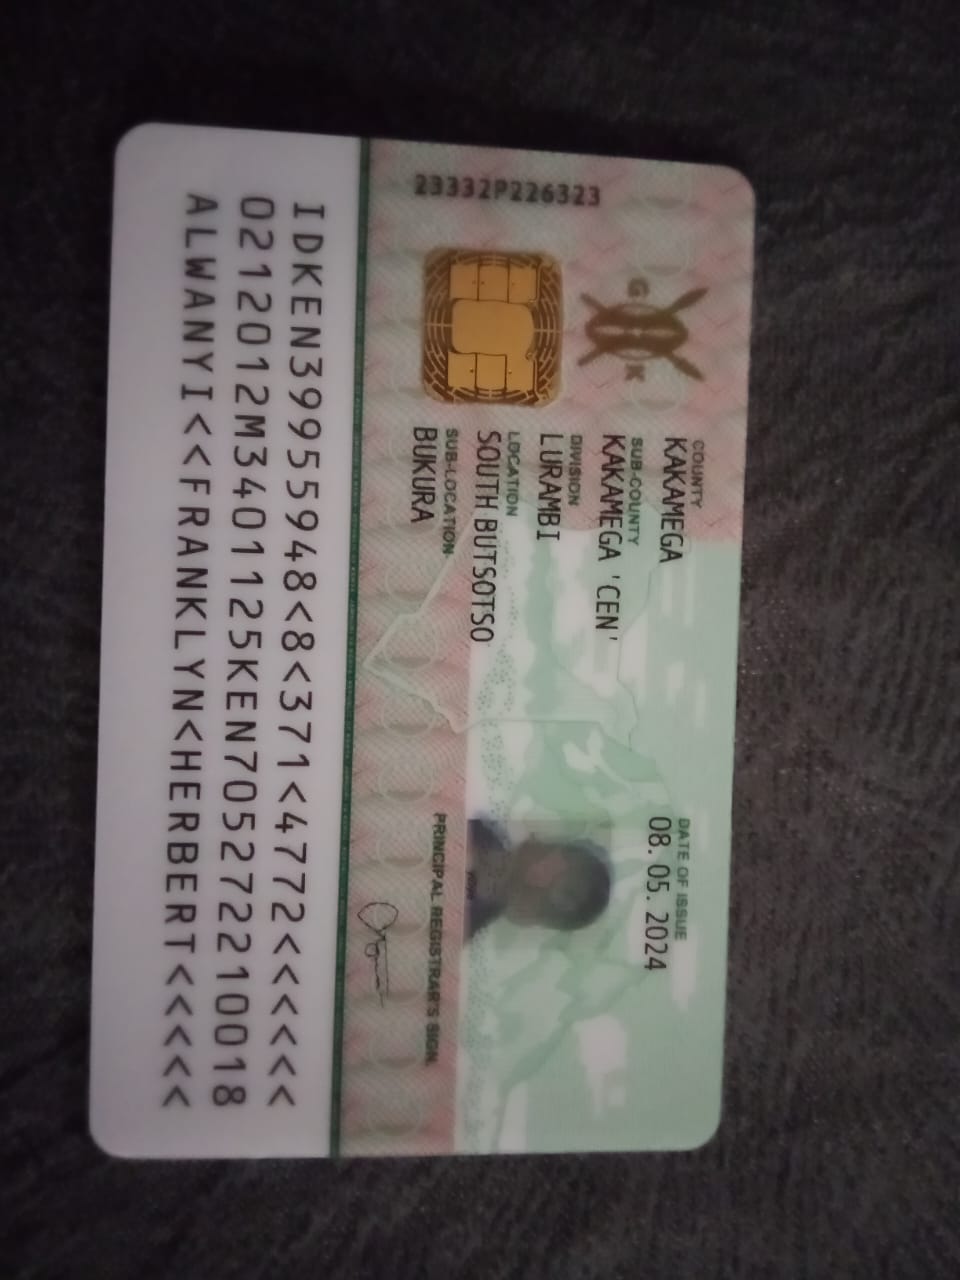 COUNTY
KAKAMEGA
SUB-COUNTY
KAKAMEGA 'CEN'
DIVISION
LURAMBI
LOCATION
SOUTH BUTSOTSO
SUB-LOCATION
BUKURA
G K
23332P226323
DATE OF ISSUE
08. 05. 2024
PRINCIPAL REGISTRAR'S SIGN.
IDKEN39955948<8<371<4772<<<<<<
0212012M3401125KEN705272210018
ALWANYI<<FRANKLYN<HERBERT<<<<<